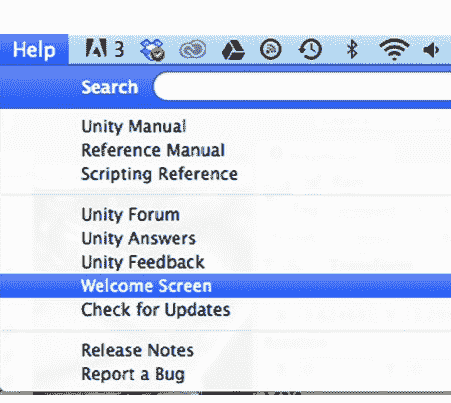 Help 3
Search
Unity Manual
Reference Manual
Scripting Reference
Unity Forum
Unity Answers
Unity Feedback
Welcome Screen
Check for Updates
Release Notes
Report a Bug